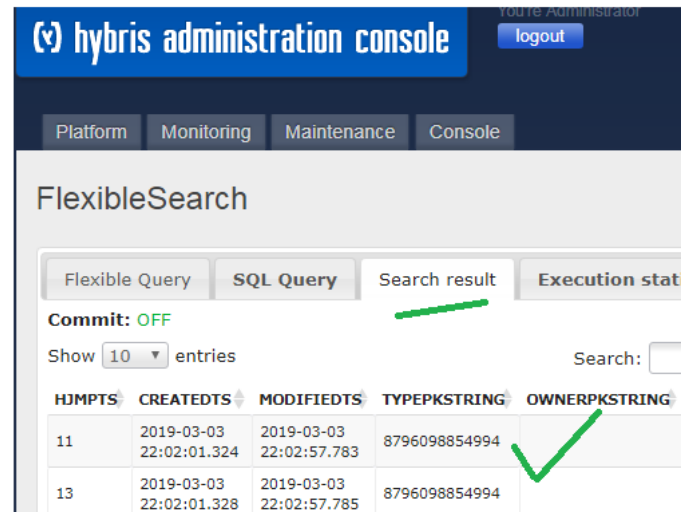 You're Administrator
(y) hybris administration console
logout
Platform Monitoring Maintenance Console
FlexibleSearch
Flexible Query SQL Query Search result Execution stat
Commit: OFF
Show 10 entries
Search:
HJMPTS CREATEDTS MODIFIEDTS TYPEPKSTRING OWNERPKSTRING
11 2019-03-03 22:02:01.324 2019-03-03 22:02:57.783 8796098854994
13 2019-03-03 22:02:01.328 2019-03-03 22:02:57.785 8796098854994